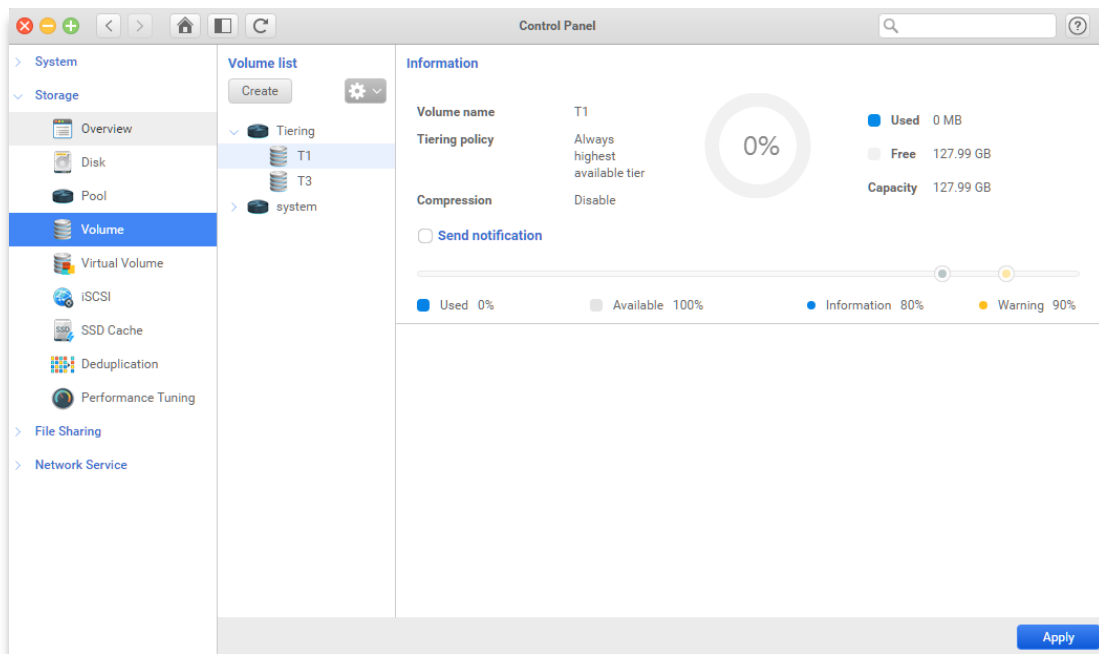 Control Panel
?
System
Storage
Overview
Disk
Pool
Volume
Virtual Volume
iSCSI
SSD
SSD Cache
Deduplication
Performance Tuning
File Sharing
Network Service
Volume list
Create
Tiering
T1
T3
system
Information
Volume name T1
Tiering policy Always
highest
available tier
Compression Disable
0%
Used 0 MB
Free 127.99 GB
Capacity 127.99 GB
Send notification
Used 0% Available 100% Information 80% Warning 90%
Apply